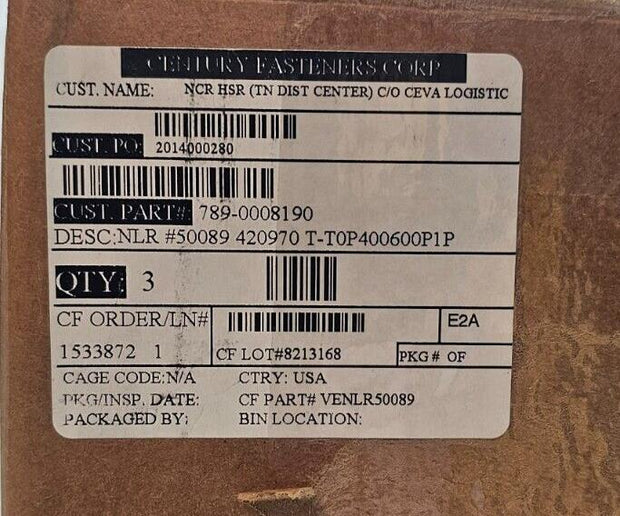 CENTURY FASTENERS CORP
CUST. NAME: NCR HSR (TN DIST CENTER) C/O CEVA LOGISTIC
CUST. PO: 2014000280
CUST. PART#: 789-0008190
DESC:NLR #50089 420970 T-T0P400600P1P
QTY: 3
CF ORDER/LN# E2A
1533872 1 CF LOT#8213168 PKG # OF
CAGE CODE:N/A CTRY: USA
PKG/INSP. DATE: CF PART# VENLR50089
PACKAGED BY: BIN LOCATION: